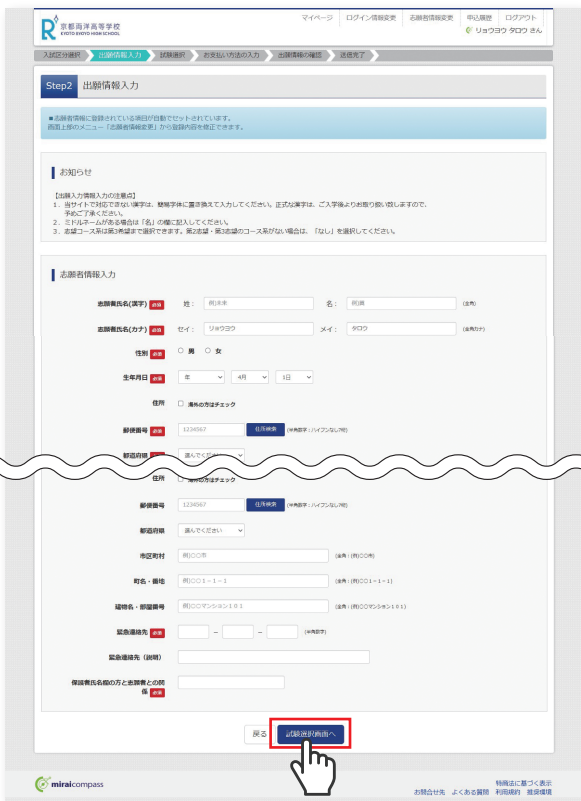 京都両洋高等学校
KYOTO RYOYO HIGH SCHOOL
マイページ ログイン情報変更 志願者情報変更 申込履歴 ログアウト
リョウヨウ タロウ さん
入試区分選択 出願情報入力 試験選択 お支払い方法の入力 出願情報の確認 送信完了
Step2 出願情報入力
■志願者情報に登録されている項目が自動でセットされています。
画面上部のメニュー「志願者情報変更」から登録内容を修正できます。
お知らせ
【出願入力情報入力の注意点】
1．当サイトで対応できない漢字は、簡易字体に置き換えて入力してください。正式な漢字は、ご入学後よりお取り扱い致しますので、
予めご了承ください。
2．ミドルネームがある場合は「名」の欄に記入してください。
3．志望コース系は第3希望まで選択できます。第2志望・第3志望のコース系がない場合は、「なし」を選択してください。
志願者情報入力
志願者氏名(漢字) 必須 姓： 例)未来 名： (全角)
志願者氏名(カナ) 必須 セイ： リョウヨウ メイ： タロウ (全角カナ)
性別 必須 男 女
生年月日 必須 年 4月 1日
住所 海外の方はチェック
郵便番号 必須 1234567 住所検索 (半角数字：ハイフンなし7桁)
都道府県 必須 選んでください
住所 海外の方はチェック
郵便番号 1234567 住所検索 (半角数字：ハイフンなし7桁)
都道府県 選んでください
市区町村 例)〇〇市 (全角：(例)〇〇市)
町名・番地 例)〇〇１－１－１ (全角：(例)〇〇１－１－１)
建物名・部屋番号 例)〇〇マンション１０１ (全角：(例)〇〇マンション１０１)
緊急連絡先 必須 － － (半角数字)
緊急連絡先（説明）
保護者氏名欄の方と志願者との関
係 必須
戻る 試験選択画面へ
miraicompass
特商法に基づく表示
お問合せ先 よくある質問 利用規約 推奨環境